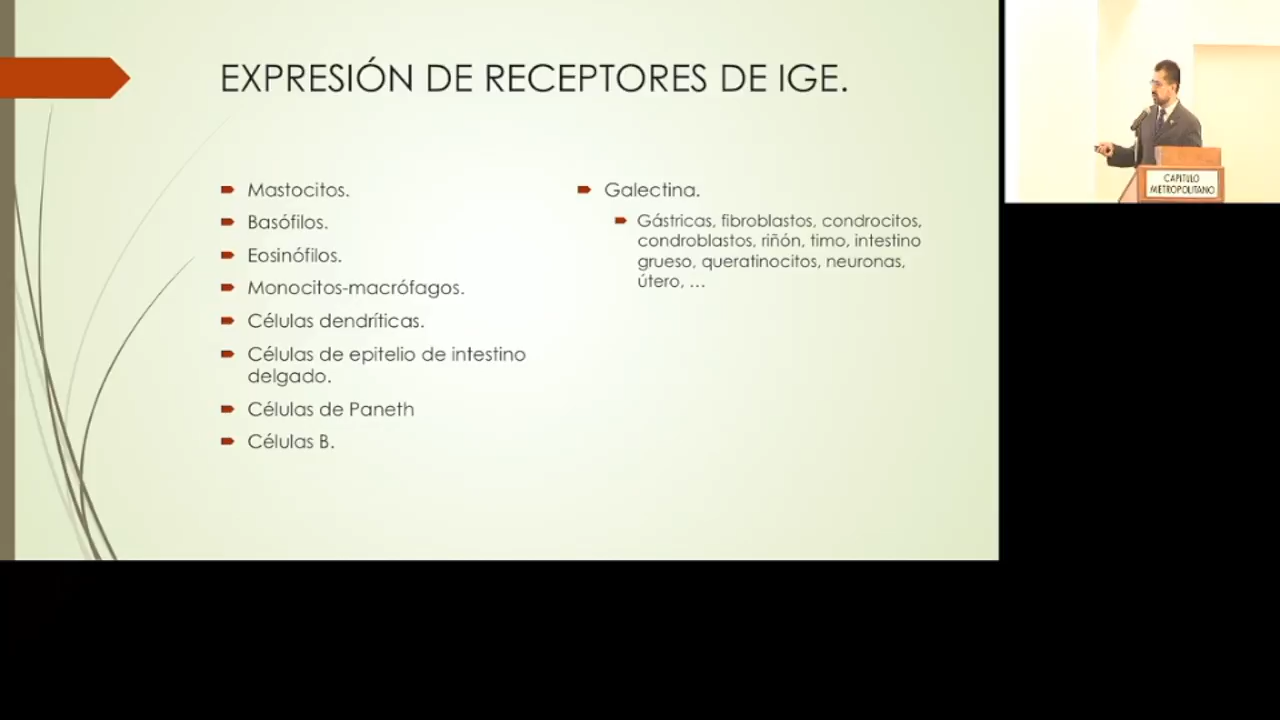 EXPRESIÓN DE RECEPTORES DE IGE.
Mastocitos.
Basófilos.
Eosinófilos.
Monocitos-macrófagos.
Células dendríticas.
Células de epitelio de intestino
delgado.
Células de Paneth
Células B.
Galectina.
Gástricas, fibroblastos, condrocitos,
condroblastos, riñón, timo, intestino
grueso, queratinocitos, neuronas,
útero, ...
CAPITULO
METROPOLITANO